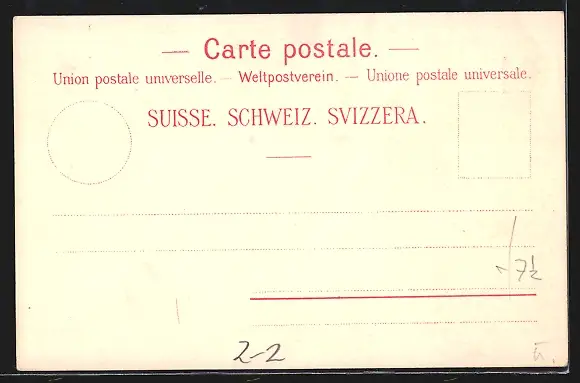 — Carte postale. —
Union postale universelle. — Weltpostverein. — Unione postale universale.
SUISSE. SCHWEIZ. SVIZZERA.
7½
2-2